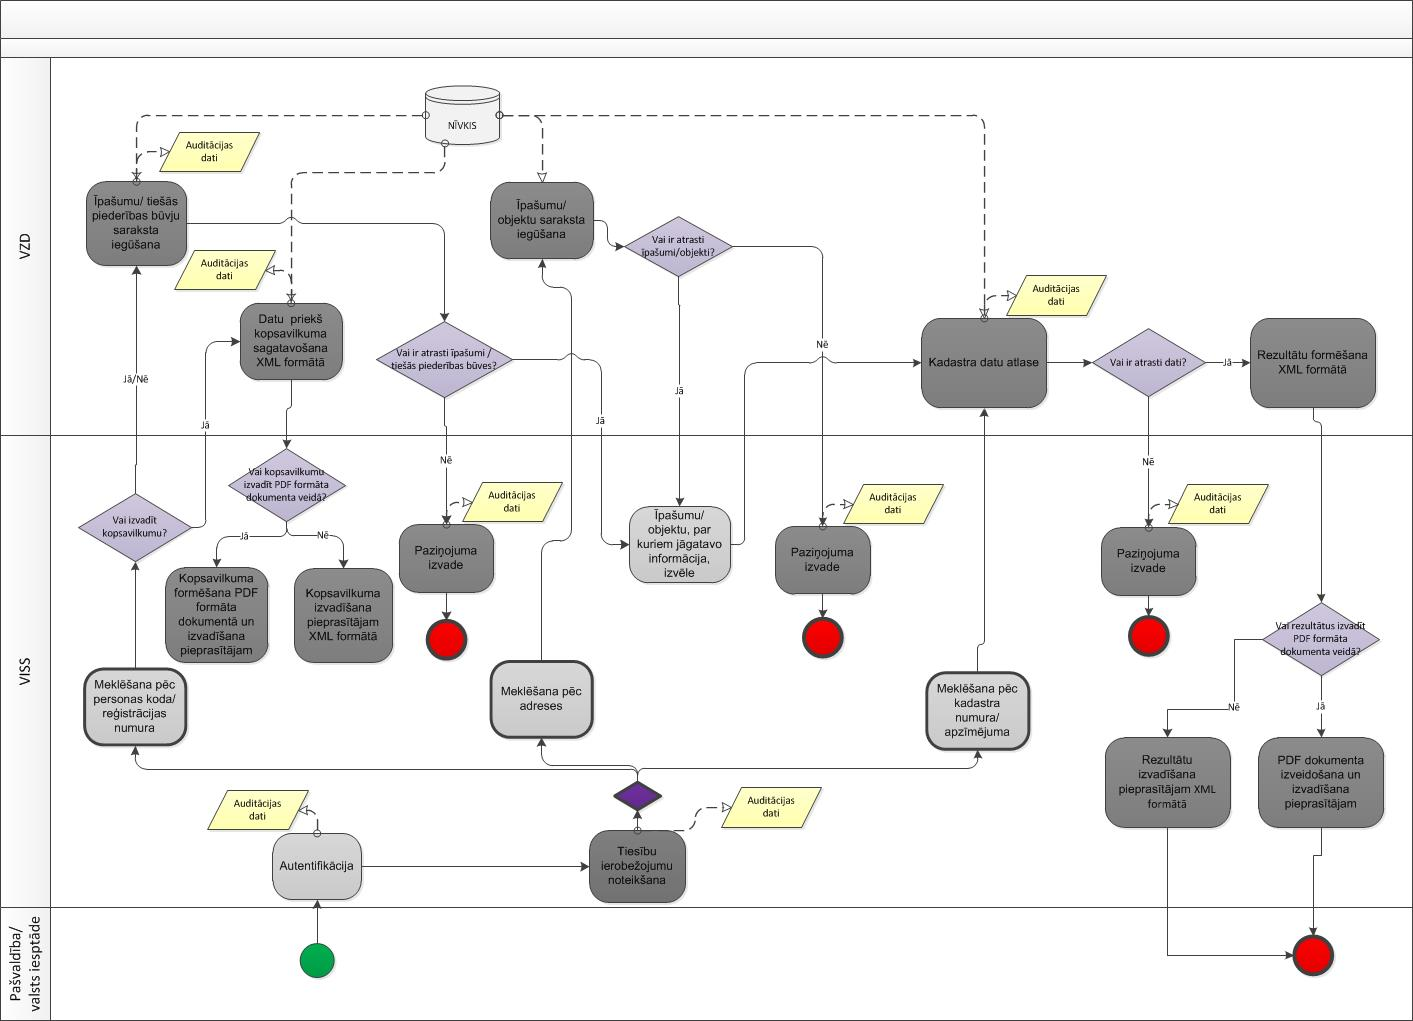 VZD
NĪVKIS
Auditācijas
dati
Īpašumu/ tiešās
piederības būvju
saraksta
iegūšana
Īpašumu/
objektu saraksta
iegūšana
Vai ir atrasti
īpašumi/objekti?
Auditācijas
dati
Auditācijas
dati
Datu priekš
kopsavilkuma
sagatavošana
XML formātā
Vai ir atrasti īpašumi /
tiešās piederības būves?
Nē
Kadastra datu atlase
Vai ir atrasti dati?
Jā
Rezultātu formēšana
XML formātā
Jā/Nē
Jā
Jā
Jā
VISS
Nē
Nē
Vai kopsavilkumu
izvadīt PDF formāta
dokumenta veidā?
Auditācijas
dati
Auditācijas
dati
Auditācijas
dati
Vai izvadīt
kopsavilkumu?
Jā
Nē
Īpašumu/
objektu, par
kuriem jāgatavo
informācija,
izvēle
Paziņojuma
izvade
Paziņojuma
izvade
Paziņojuma
izvade
Kopsavilkuma
formēšana PDF
formāta
dokumentā un
izvadīšana
pieprasītājam
Kopsavilkuma
izvadīšana
pieprasītājam
XML formātā
Vai rezultātus izvadīt
PDF formāta
dokumenta veidā?
Meklēšana pēc
personas koda/
reģistrācijas
numura
Meklēšana pēc
adreses
Meklēšana pēc
kadastra
numura/
apzīmējuma
Nē
Jā
Rezultātu
izvadīšana
pieprasītājam XML
formātā
PDF dokumenta
izveidošana un
izvadīšana
pieprasītājam
Auditācijas
dati
Auditācijas
dati
Autentifikācija
Tiesību
ierobežojumu
noteikšana
Pašvaldība/
valsts iesptāde